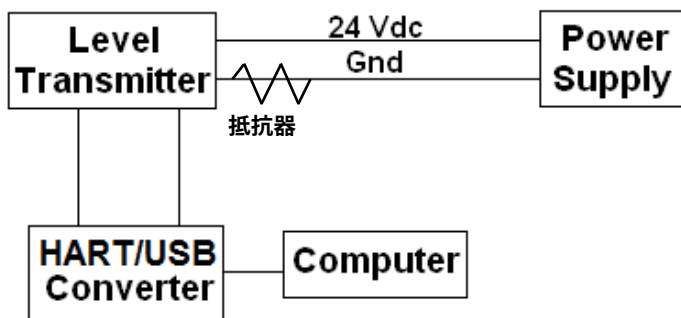 Level
Transmitter
24 Vdc
Gnd
Power
Supply
抵抗器
HART/USB
Converter
Computer